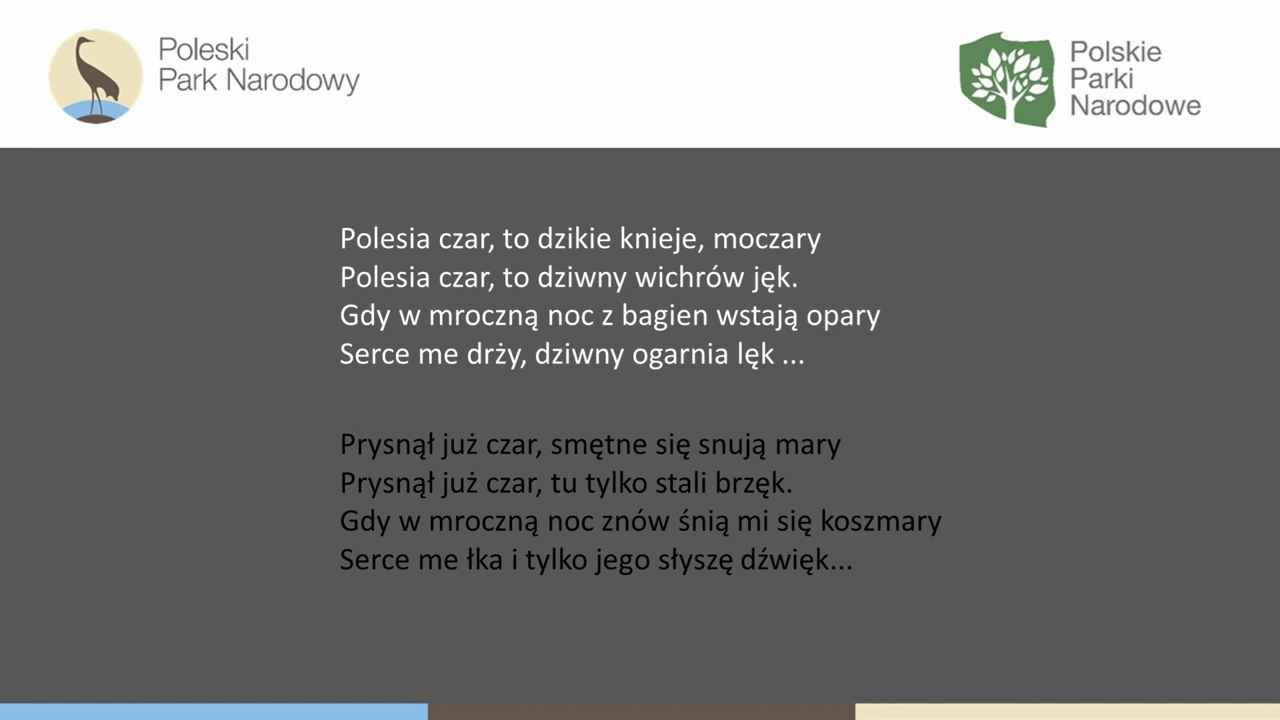 Poleski
Park Narodowy
Polskie
Parki
Narodowe
Polesia czar, to dzikie knieje, moczary
Polesia czar, to dziwny wichrów jęk.
Gdy w mroczną noc z bagien wstają opary
Serce me drży, dziwny ogarnia lęk ...
Prysnął już czar, smętne się snują mary
Prysnął już czar, tu tylko stali brzęk.
Gdy w mroczną noc znów śnią mi się koszmary
Serce me łka i tylko jego słyszę dźwięk...